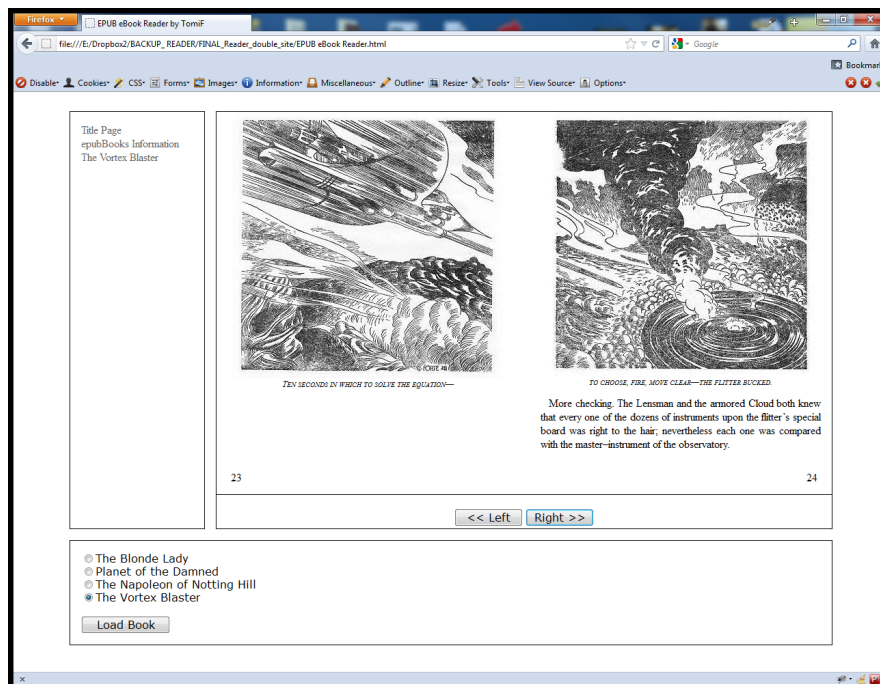 Firefox
EPUB eBook Reader by TomiF
file:///E:/Dropbox2/BACKUP_READER/FINAL_Reader_double_site/EPUB eBook Reader.html
Google
Bookmark
Disable Cookies CSS Forms Images Information Miscellaneous Outline Resize Tools View Source Options
Title Page
epubBooks Information
The Vortex Blaster
TEN SECONDS IN WHICH TO SOLVE THE EQUATION—
23
TO CHOOSE, FIRE, MOVE CLEAR—THE FLITTER BUCKED.
More checking. The Lensman and the armored Cloud both knew
that every one of the dozens of instruments upon the flitter's special
board was right to the hair; nevertheless each one was compared
with the master–instrument of the observatory.
24
<< Left Right >>
The Blonde Lady
Planet of the Damned
The Napoleon of Notting Hill
The Vortex Blaster
Load Book